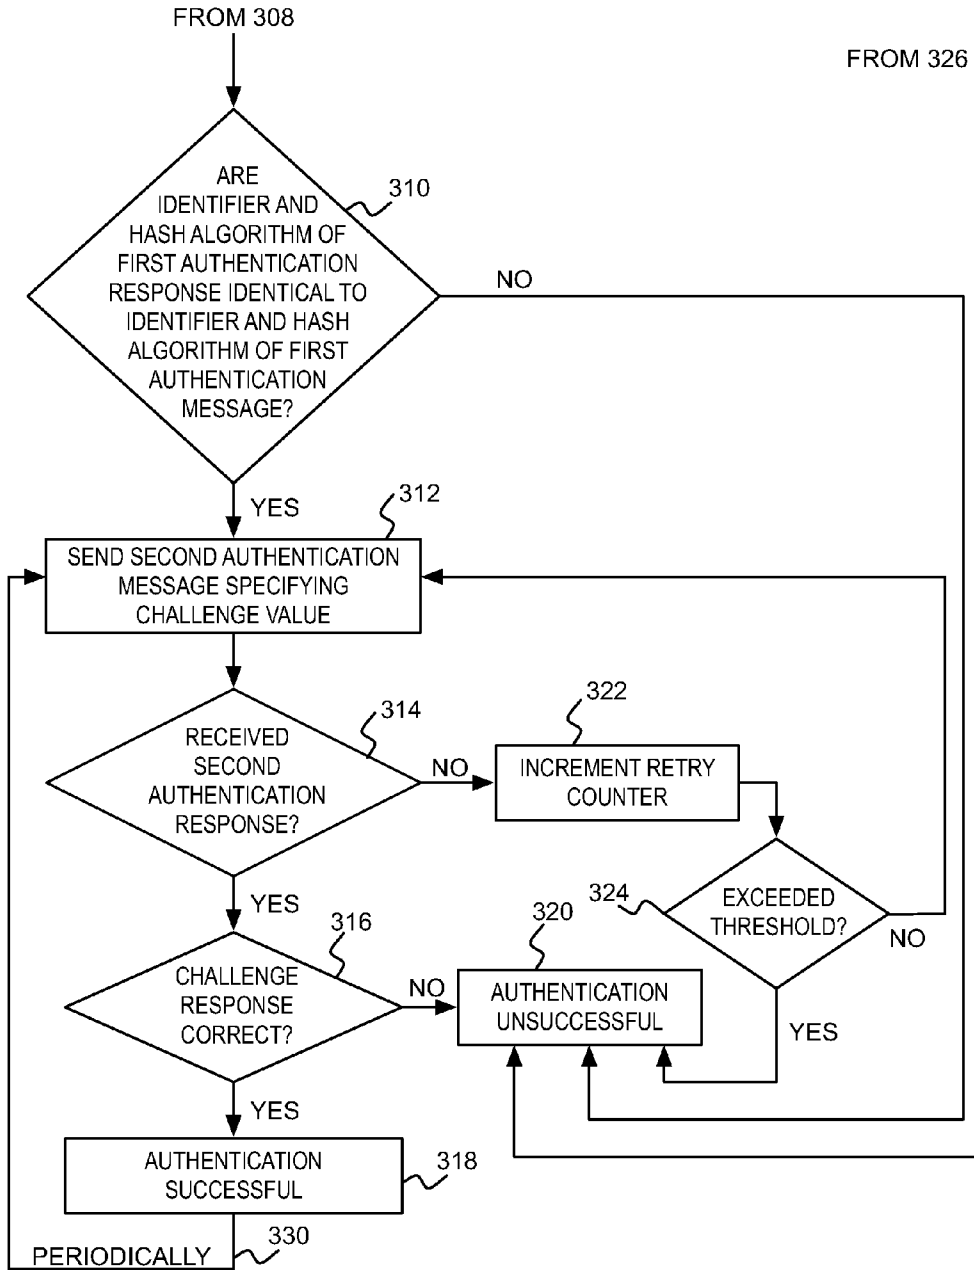 FROM 308
FROM 326
ARE
IDENTIFIER AND
HASH ALGORITHM OF
FIRST AUTHENTICATION
RESPONSE IDENTICAL TO
IDENTIFIER AND HASH
ALGORITHM OF FIRST
AUTHENTICATION
MESSAGE?
310
NO
YES
312
SEND SECOND AUTHENTICATION
MESSAGE SPECIFYING
CHALLENGE VALUE
314
RECEIVED
SECOND
AUTHENTICATION
RESPONSE?
NO
322
INCREMENT RETRY
COUNTER
YES
324
EXCEEDED
THRESHOLD?
NO
YES
316
CHALLENGE
RESPONSE
CORRECT?
NO
320
AUTHENTICATION
UNSUCCESSFUL
YES
AUTHENTICATION
SUCCESSFUL
318
PERIODICALLY
330